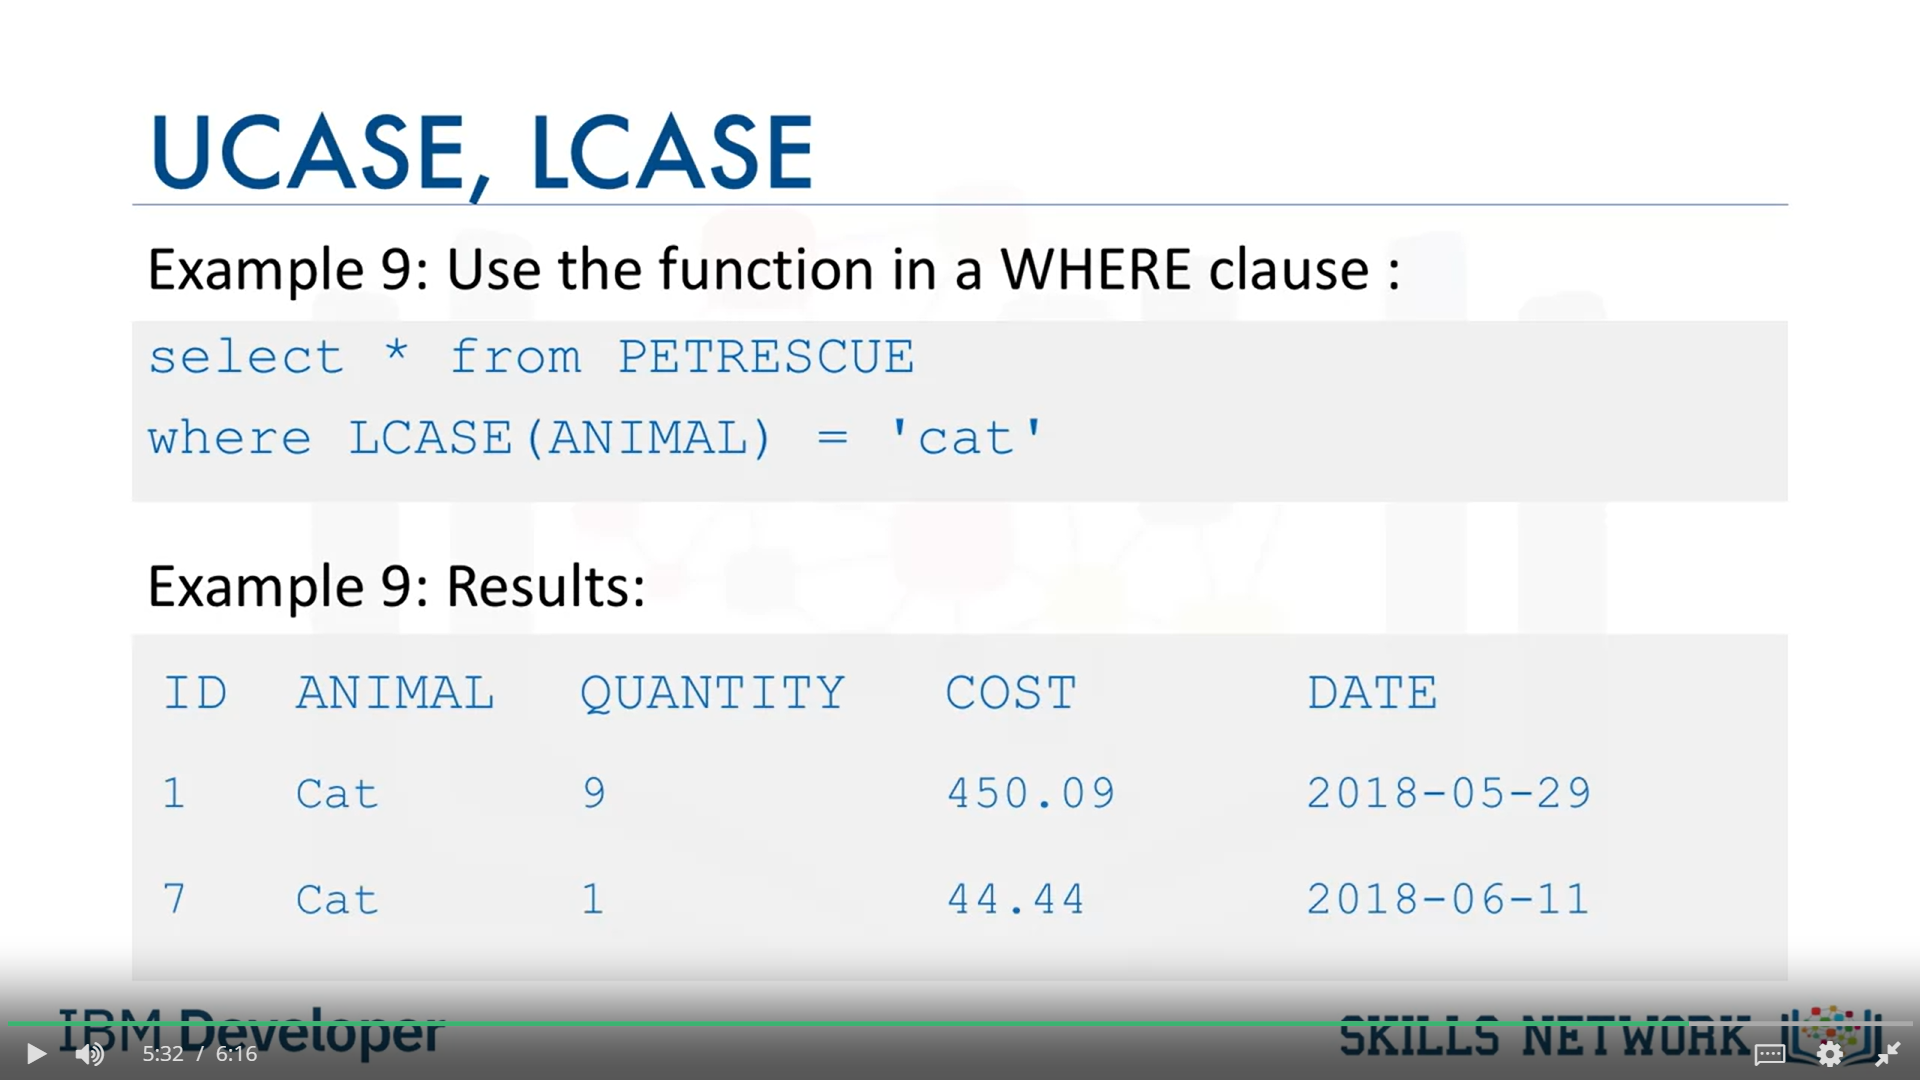 UCASE, LCASE
Example 9: Use the function in a WHERE clause :
select * from PETRESCUE
where LCASE(ANIMAL) = 'cat'
Example 9: Results:
ID ANIMAL QUANTITY COST DATE
1 Cat 9 450.09 2018-05-29
7 Cat 1 44.44 2018-06-11
IBM Developer
SKILLS NETWORK
5:32 / 6:16